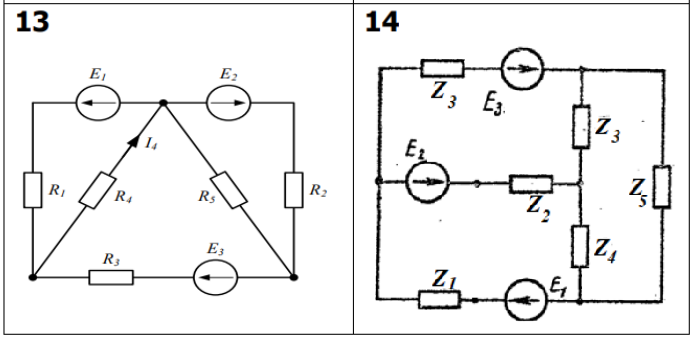 13
E1 E2
I4
R1 R4 R5 R2
R3 E3
14
Z3 E3
Z3
E2
Z2 Z5
Z4
Z1 E1